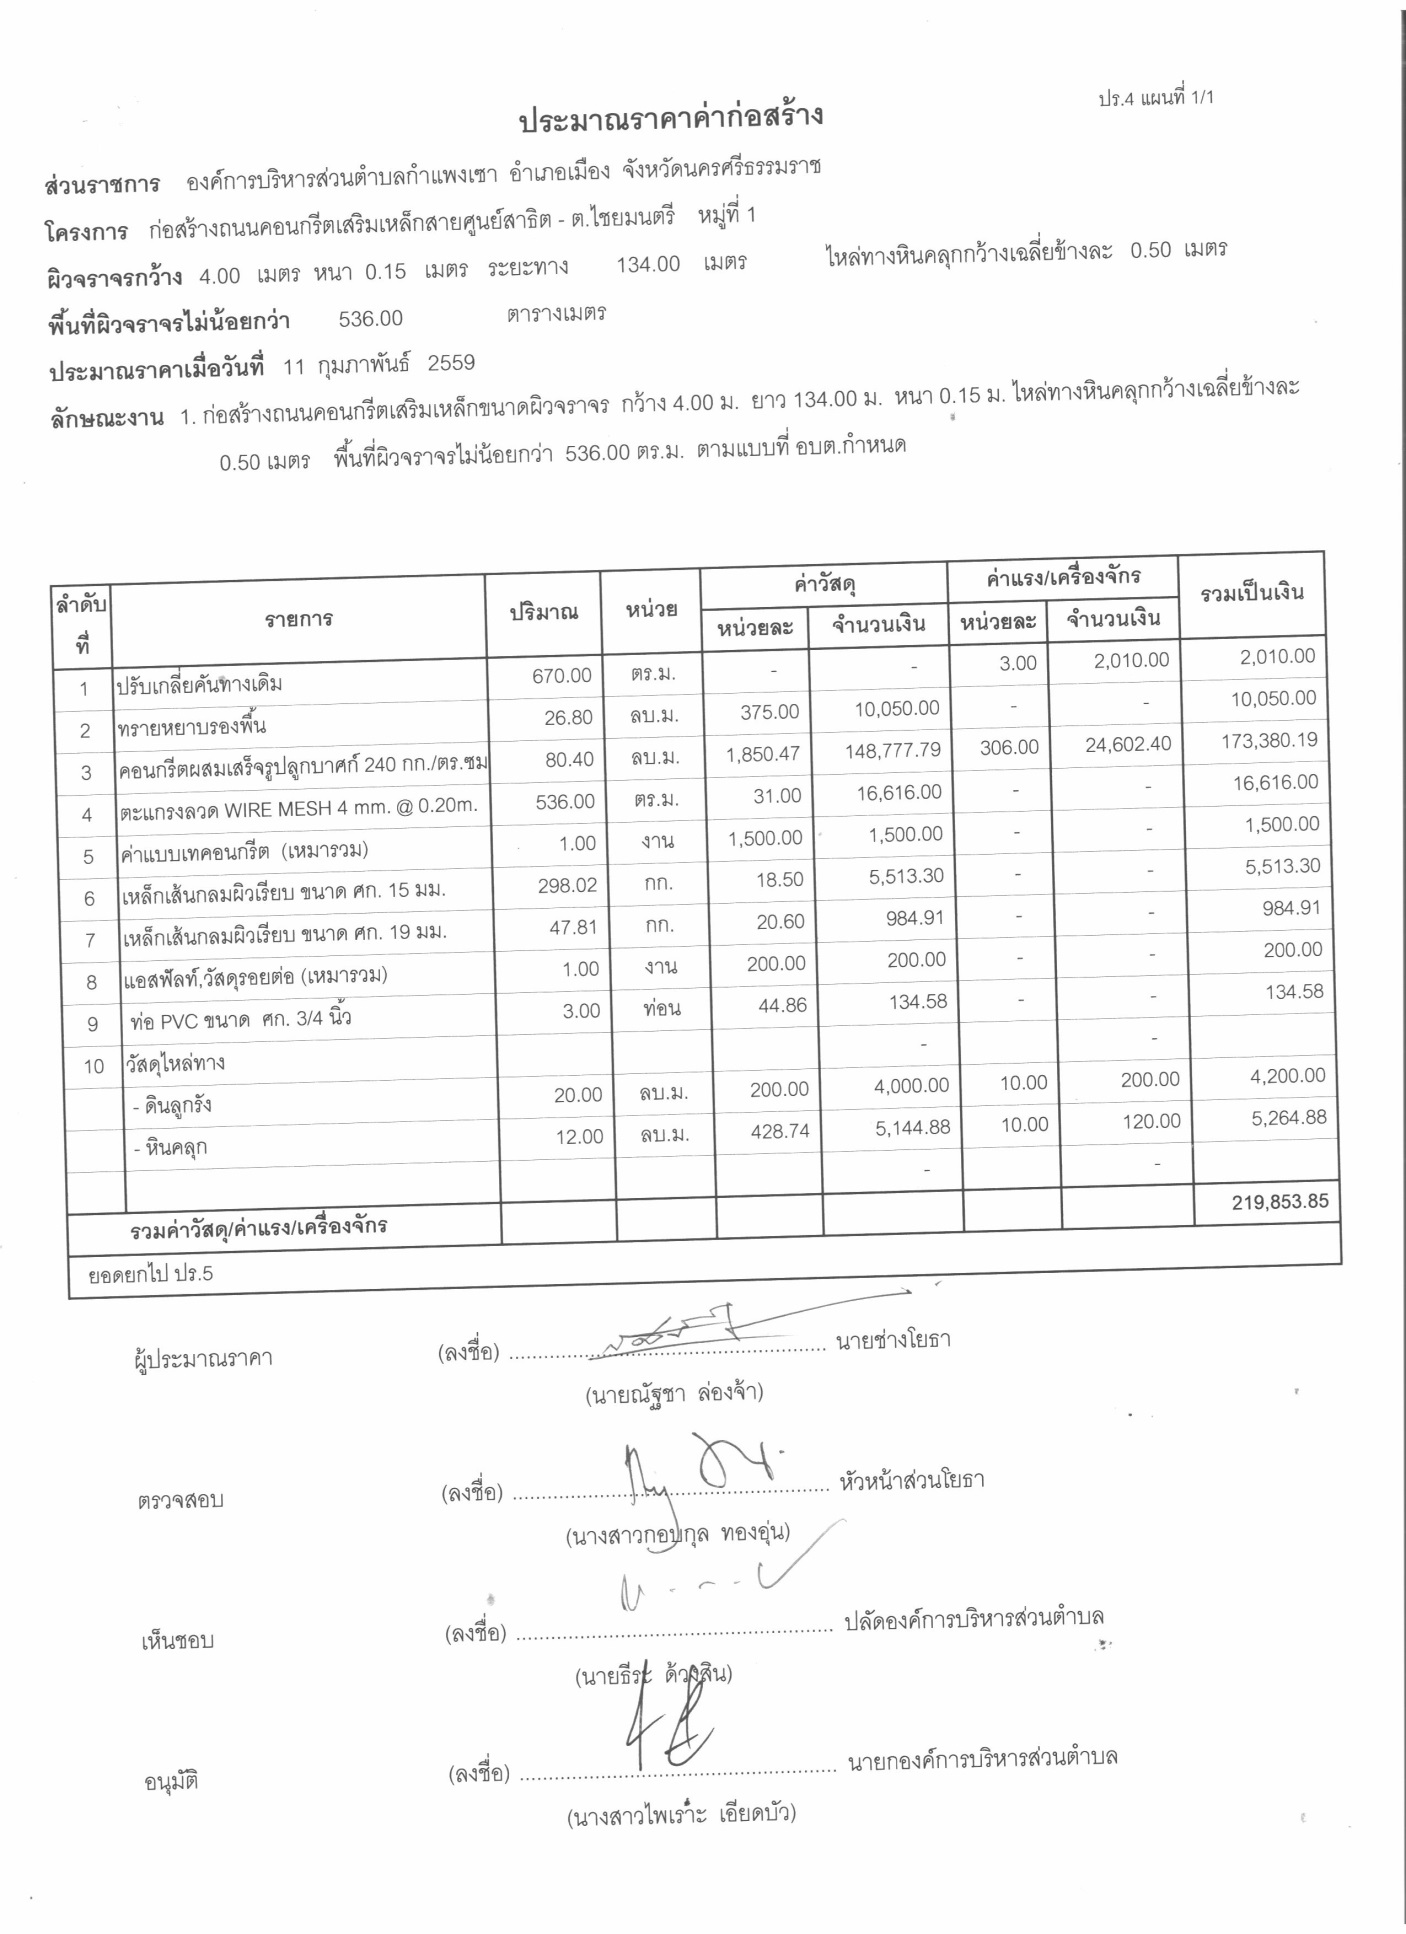 ปร.4 แผนที่ 1/1
ประมาณราคาค่าก่อสร้าง
ส่วนราชการ องค์การบริหารส่วนตำบลกำแพงเซา อำเภอเมือง จังหวัดนครศรีธรรมราช
โครงการ ก่อสร้างถนนคอนกรีตเสริมเหล็กสายศูนย์สาธิต - ต.ไชยมนตรี หมู่ที่ 1
ผิวจราจรกว้าง 4.00 เมตร หนา 0.15 เมตร ระยะทาง 134.00 เมตร ไหล่ทางหินคลุกกว้างเฉลี่ยข้างละ 0.50 เมตร
พื้นที่ผิวจราจรไม่น้อยกว่า 536.00 ตารางเมตร
ประมาณราคาเมื่อวันที่ 11 กุมภาพันธ์ 2559
ลักษณะงาน 1. ก่อสร้างถนนคอนกรีตเสริมเหล็กขนาดผิวจราจร กว้าง 4.00 ม. ยาว 134.00 ม. หนา 0.15 ม. ไหล่ทางหินคลุกกว้างเฉลี่ยข้างละ
0.50 เมตร พื้นที่ผิวจราจรไม่น้อยกว่า 536.00 ตร.ม. ตามแบบที่ อบต.กำหนด
ลำดับที่ รายการ ปริมาณ หน่วย ค่าวัสดุ ค่าแรง/เครื่องจักร รวมเป็นเงิน
หน่วยละ จำนวนเงิน หน่วยละ จำนวนเงิน
1 ปรับเกลี่ยคันทางเดิม 670.00 ตร.ม. - - 3.00 2,010.00 2,010.00
2 ทรายหยาบรองพื้น 26.80 ลบ.ม. 375.00 10,050.00 - - 10,050.00
3 คอนกรีตผสมเสร็จรูปลูกบาศก์ 240 กก./ตร.ซม 80.40 ลบ.ม. 1,850.47 148,777.79 306.00 24,602.40 173,380.19
4 ตะแกรงลวด WIRE MESH 4 mm. @ 0.20m. 536.00 ตร.ม. 31.00 16,616.00 - - 16,616.00
5 ค่าแบบเทคอนกรีต (เหมารวม) 1.00 งาน 1,500.00 1,500.00 - - 1,500.00
6 เหล็กเส้นกลมผิวเรียบ ขนาด ศก. 15 มม. 298.02 กก. 18.50 5,513.30 - - 5,513.30
7 เหล็กเส้นกลมผิวเรียบ ขนาด ศก. 19 มม. 47.81 กก. 20.60 984.91 - - 984.91
8 แอสฟัลท์,วัสดุรอยต่อ (เหมารวม) 1.00 งาน 200.00 200.00 - - 200.00
9 ท่อ PVC ขนาด ศก. 3/4 นิ้ว 3.00 ท่อน 44.86 134.58 - - 134.58
10 วัสดุไหล่ทาง - -
- ดินลูกรัง 20.00 ลบ.ม. 200.00 4,000.00 10.00 200.00 4,200.00
- หินคลุก 12.00 ลบ.ม. 428.74 5,144.88 10.00 120.00 5,264.88
- -
รวมค่าวัสดุ/ค่าแรง/เครื่องจักร 219,853.85
ยอดยกไป ปร.5
ผู้ประมาณราคา (ลงชื่อ) ........................ นายช่างโยธา
(นายณัฐชา ล่องจ้า)
ตรวจสอบ (ลงชื่อ) ........................ หัวหน้าส่วนโยธา
(นางสาวกอบกุล ทองอุ่น)
เห็นชอบ (ลงชื่อ) ........................ ปลัดองค์การบริหารส่วนตำบล
(นายธีระ ด้วงสิน)
อนุมัติ (ลงชื่อ) ........................ นายกองค์การบริหารส่วนตำบล
(นางสาวไพเราะ เอียดบัว)